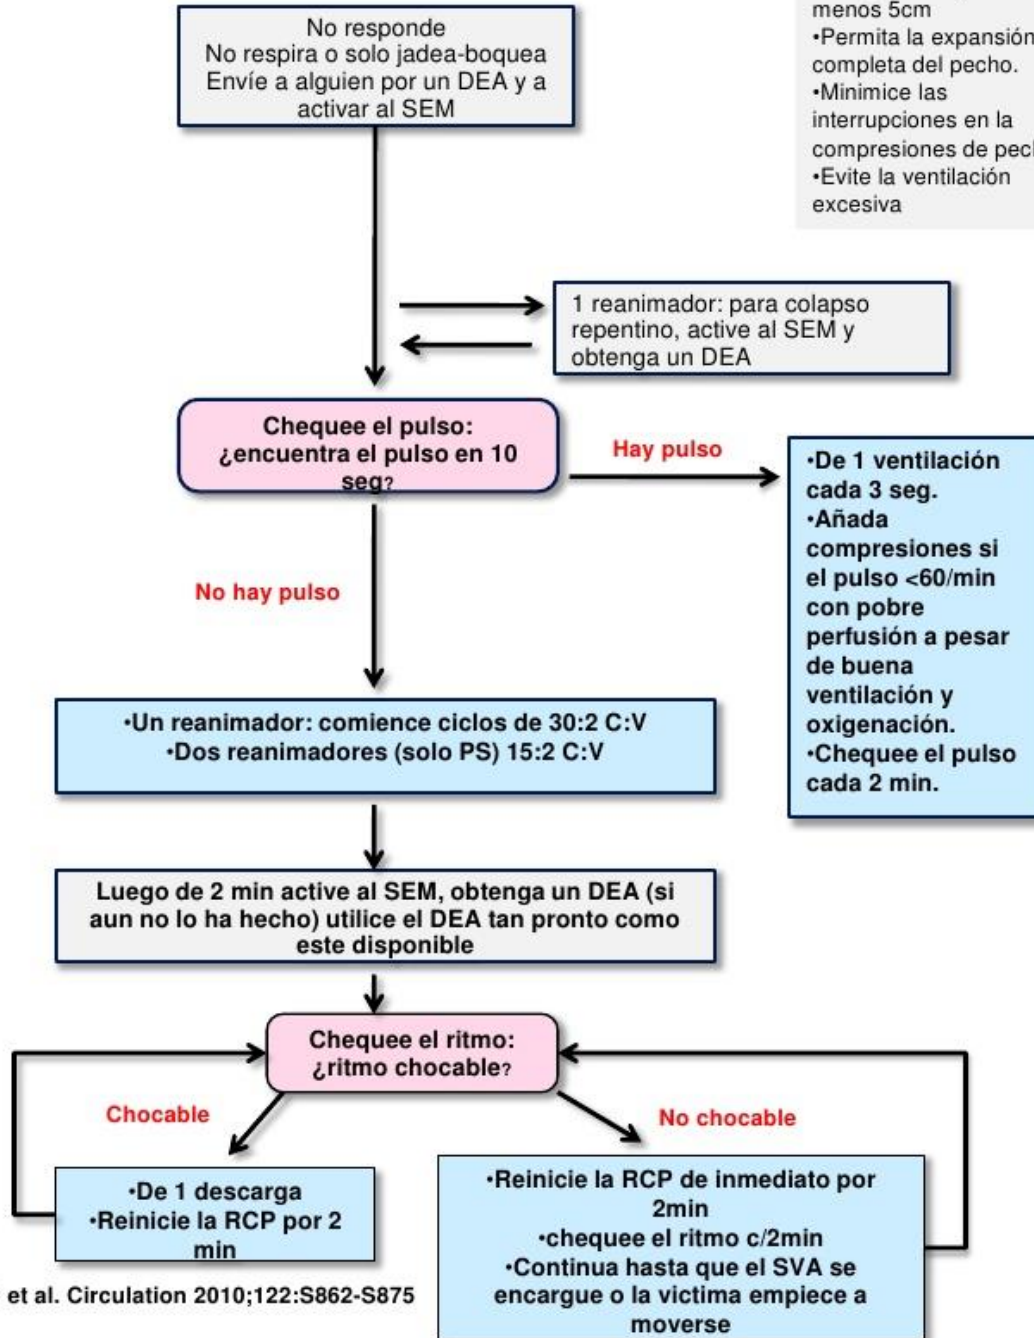 No responde
No respira o solo jadea-boquea
Envíe a alguien por un DEA y a
activar al SEM
menos 5cm
•Permita la expansión
completa del pecho.
•Minimice las
interrupciones en la
compresiones de
•Evite la ventilación
excesiva
1 reanimador: para colapso
repentino, active al SEM y
obtenga un DEA
Chequee el pulso:
¿encuentra el pulso en 10
seg?
Hay pulso
•De 1 ventilación
cada 3 seg.
•Añada
compresiones si
el pulso <60/min
con pobre
perfusión a pesar
de buena
ventilación y
oxigenación.
•Chequee el pulso
cada 2 min.
No hay pulso
•Un reanimador: comience ciclos de 30:2 C:V
•Dos reanimadores (solo PS) 15:2 C:V
Luego de 2 min active al SEM, obtenga un DEA (si
aun no lo ha hecho) utilice el DEA tan pronto como
este disponible
Chequee el ritmo:
¿ritmo chocable?
Chocable
No chocable
•De 1 descarga
•Reinicie la RCP por 2
min
•Reinicie la RCP de inmediato por
2min
•chequee el ritmo c/2min
•Continua hasta que el SVA se
encargue o la victima empiece a
moverse
et al. Circulation 2010;122:S862-S875